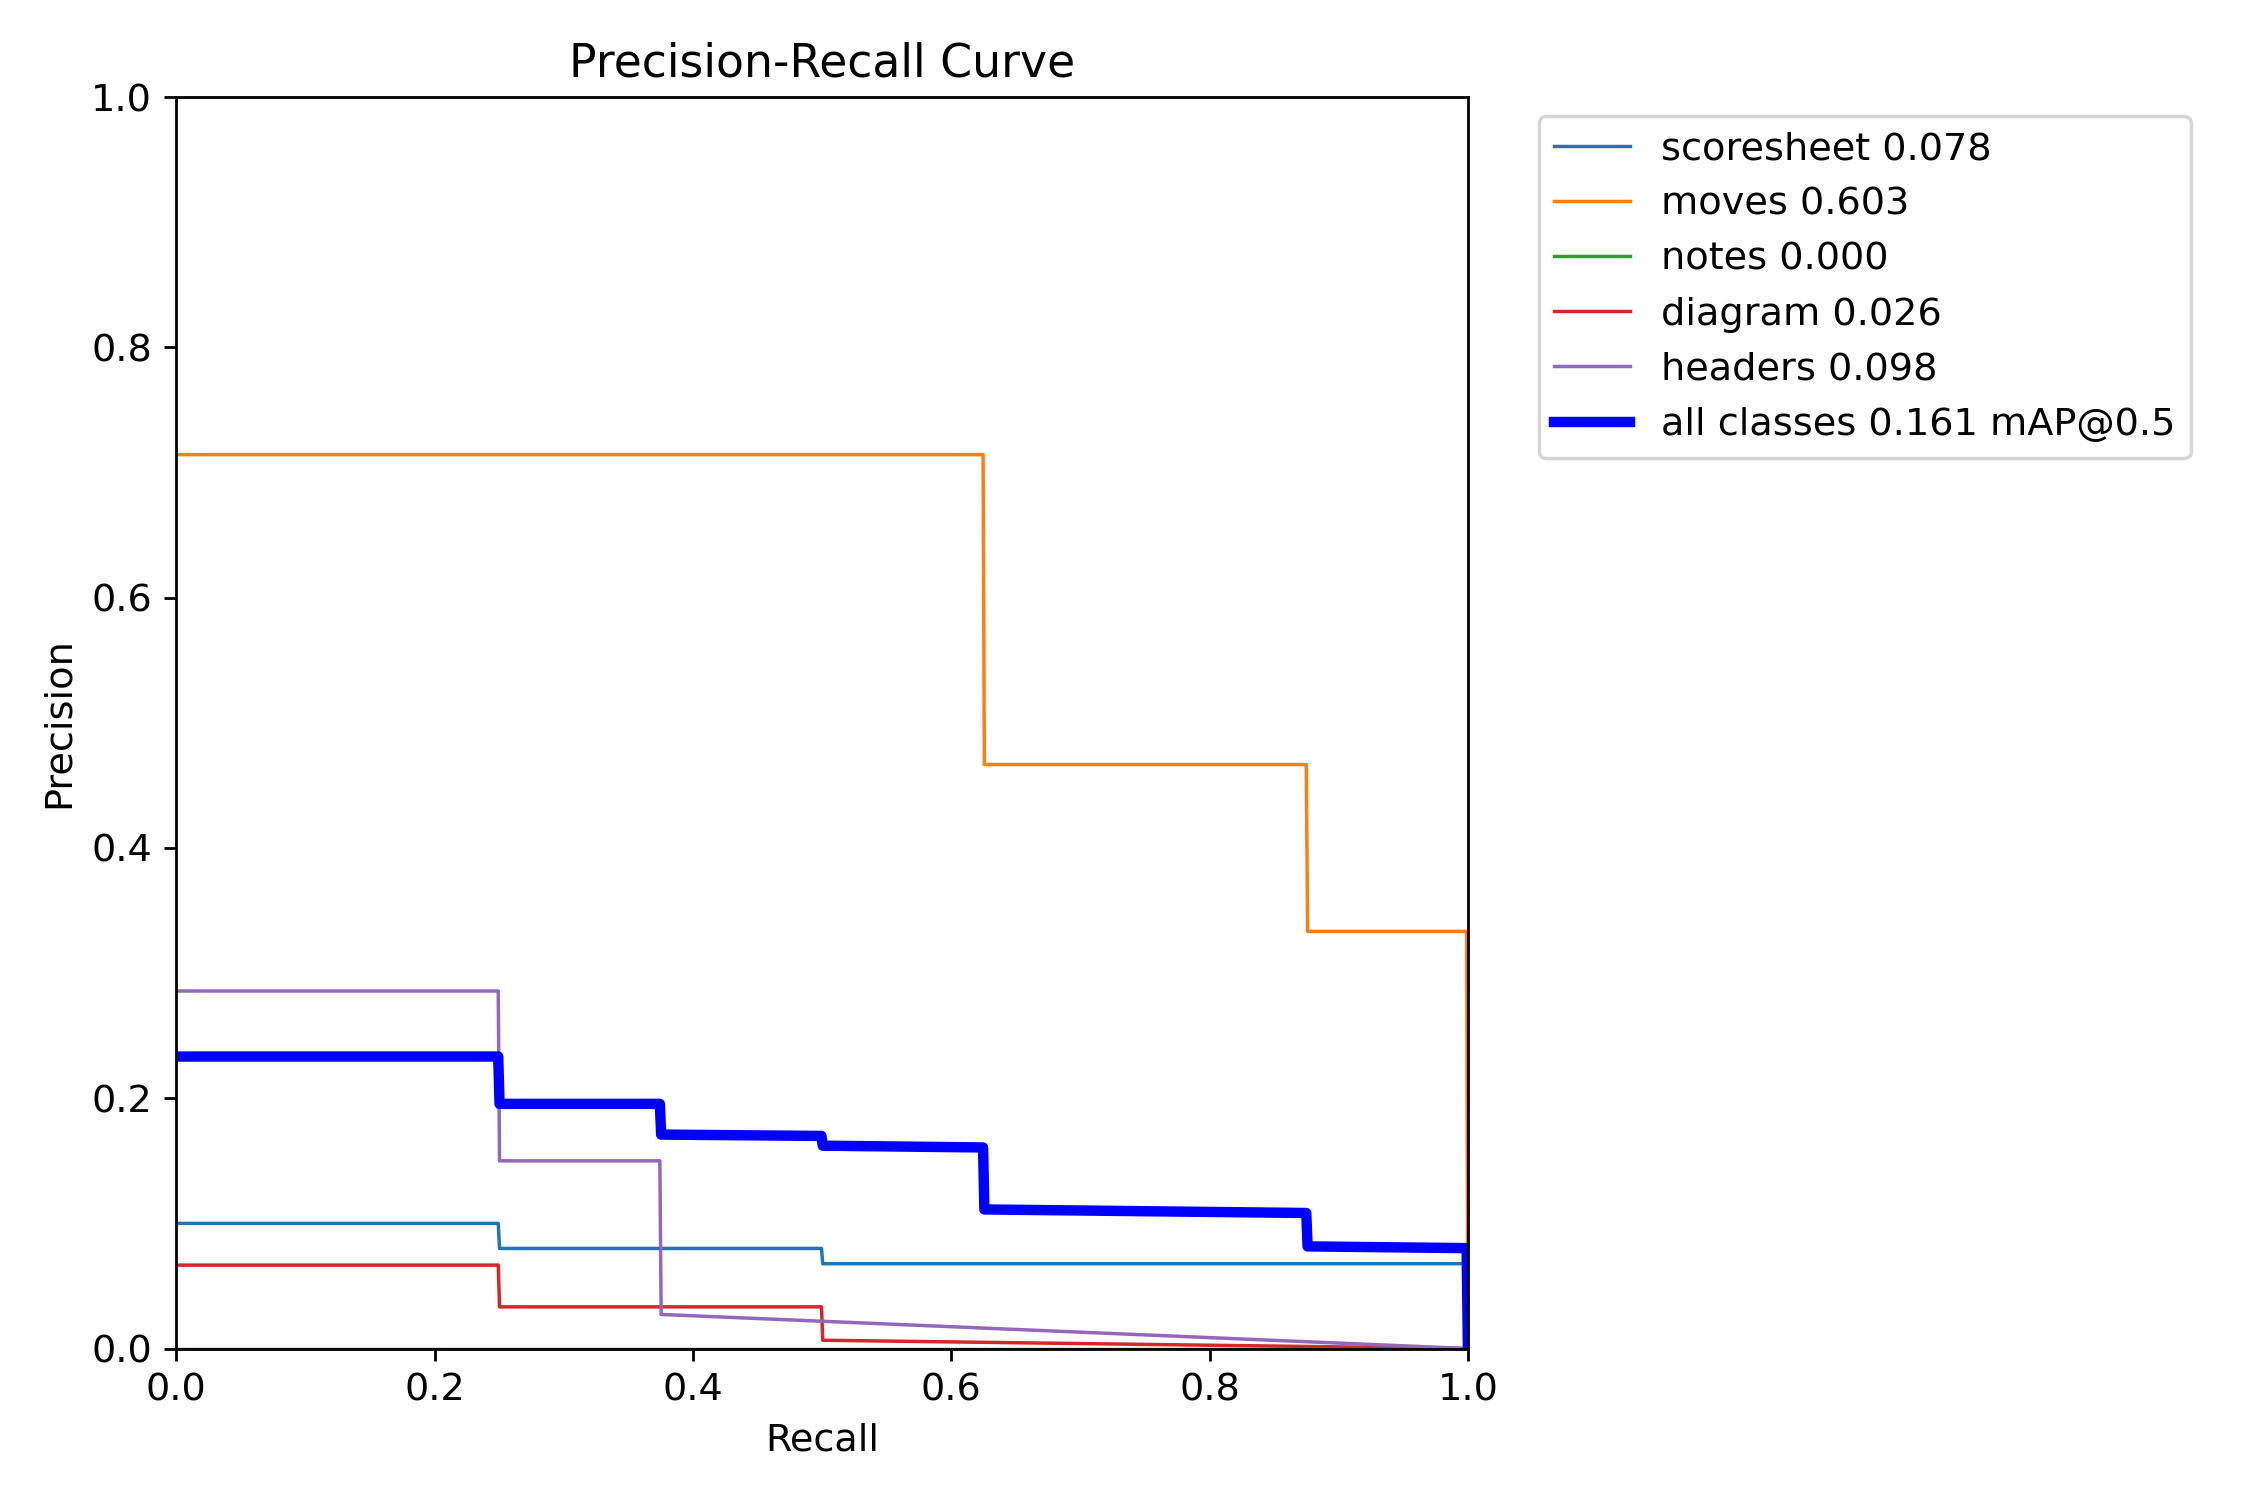 Precision-Recall Curve
1.0
0.8
0.6
0.4
0.2
0.0
Precision
0.0 0.2 0.4 0.6 0.8 1.0
Recall
scoresheet 0.078
moves 0.603
notes 0.000
diagram 0.026
headers 0.098
all classes 0.161 mAP@0.5